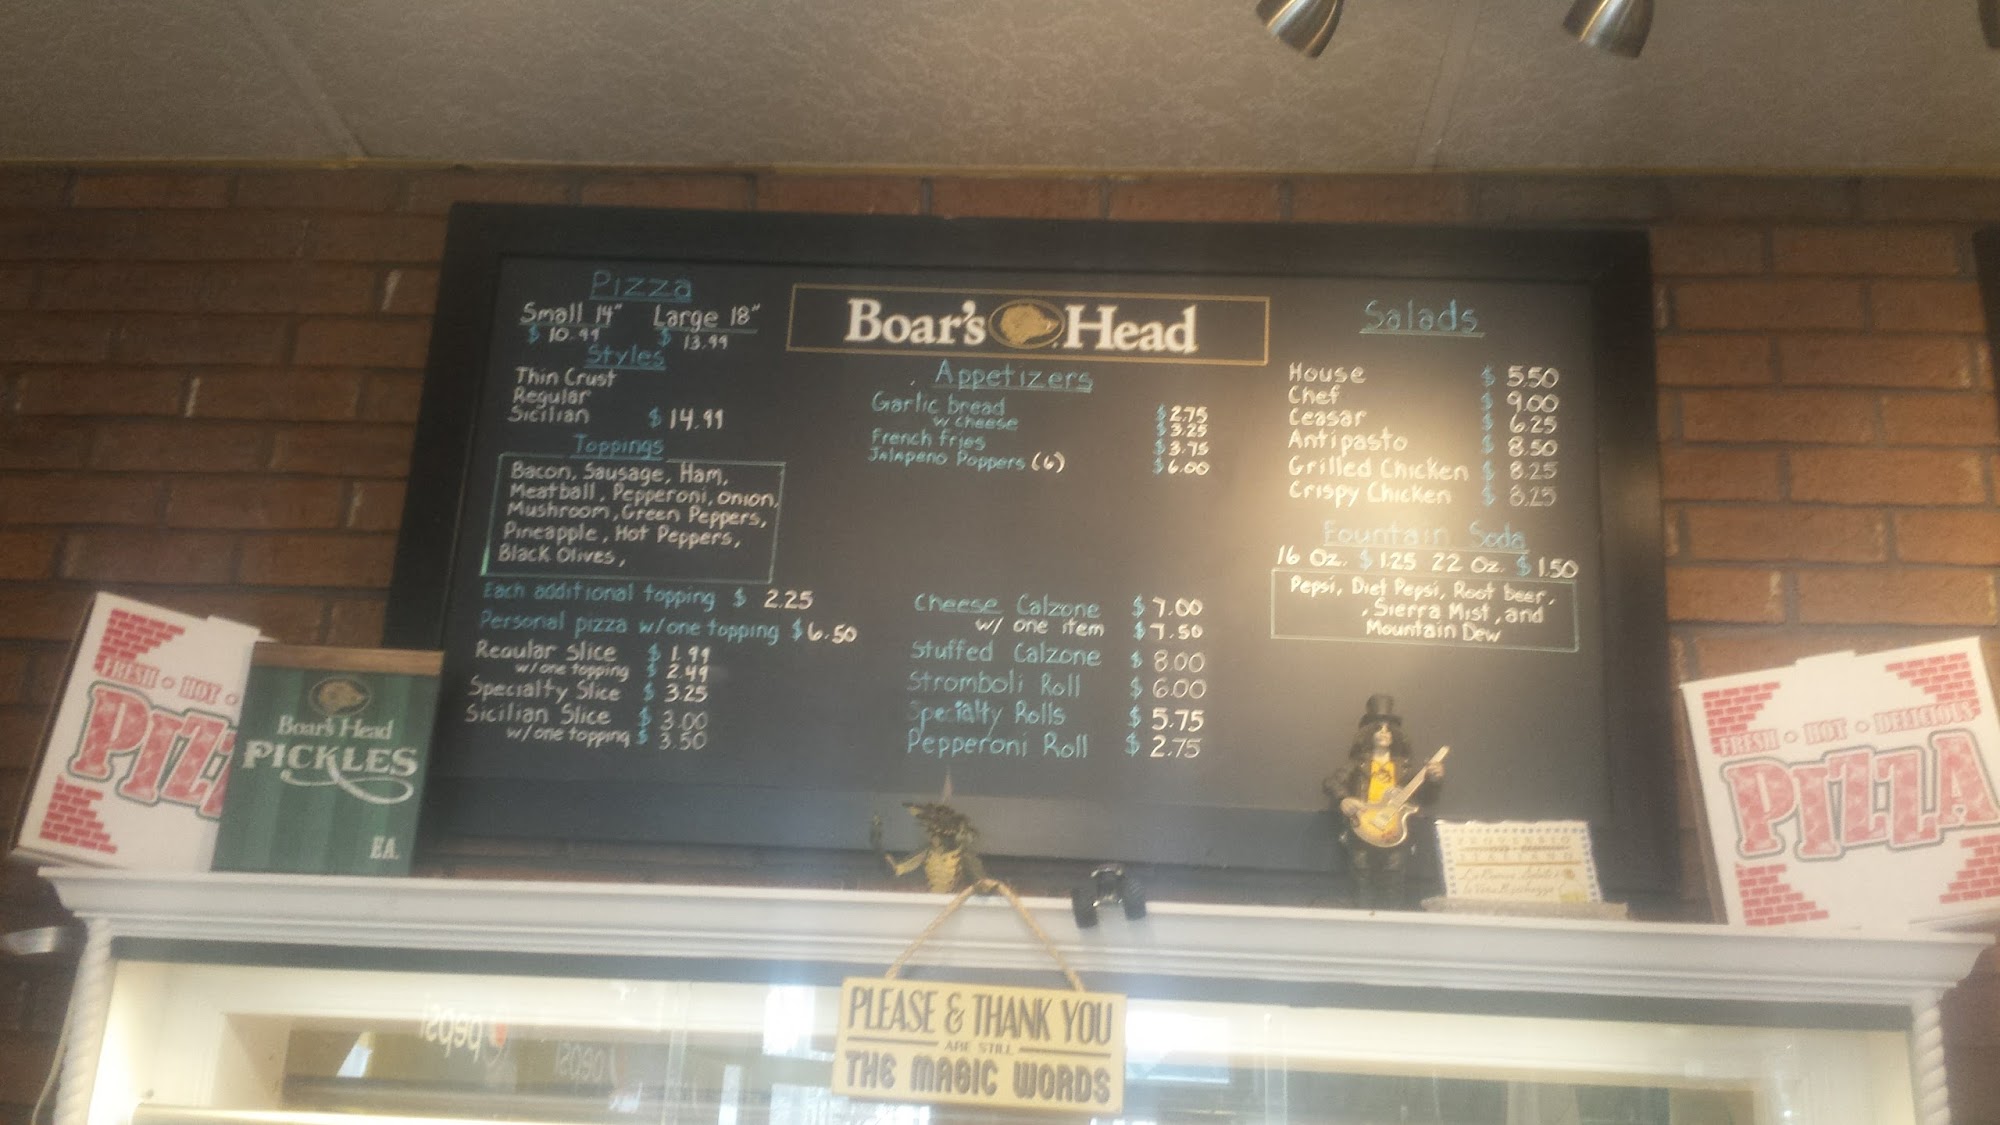 Pizza
Small 14" Large 18"
$ 10.99 $ 13.99
Styles
Thin Crust
Regular
Sicilian $ 14.99
Toppings
Bacon, Sausage, Ham,
Meatball, Pepperoni, Onion,
Mushroom, Green Peppers,
Pineapple, Hot Peppers,
Black Olives,
Each additional topping $ 2.25
Personal pizza w/one topping $ 6.50
Regular Slice $ 1.99
w/one topping $ 2.49
Specialty Slice $ 3.25
Sicilian Slice $ 3.00
w/one topping $ 3.50
Boar's Head
Appetizers
Garlic bread $ 2.75
w cheese $ 3.25
French Fries $ 3.75
Jalapeno Poppers (6) $ 6.00
Cheese Calzone $ 7.00
w/ one item $ 7.50
Stuffed Calzone $ 8.00
Stromboli Roll $ 6.00
Specialty Rolls $ 5.75
Pepperoni Roll $ 2.75
Salads
House $ 5.50
Chef $ 9.00
Ceasar $ 6.25
Antipasto $ 8.50
Grilled Chicken $ 8.25
Crispy Chicken $ 8.25
Fountain Soda
16 Oz. $ 1.25 22 Oz. $ 1.50
Pepsi, Diet Pepsi, Root beer,
, Sierra Mist, and
Mountain Dew
FRESH • HOT •
PIZZ
Boar's Head
PICKLES
EA.
FRESH • HOT • DELICIOUS
PIZZA
PROVERBIO
ITALIANO
PLEASE & THANK YOU
ARE STILL
THE MAGIC WORDS
pepsi
pepsi